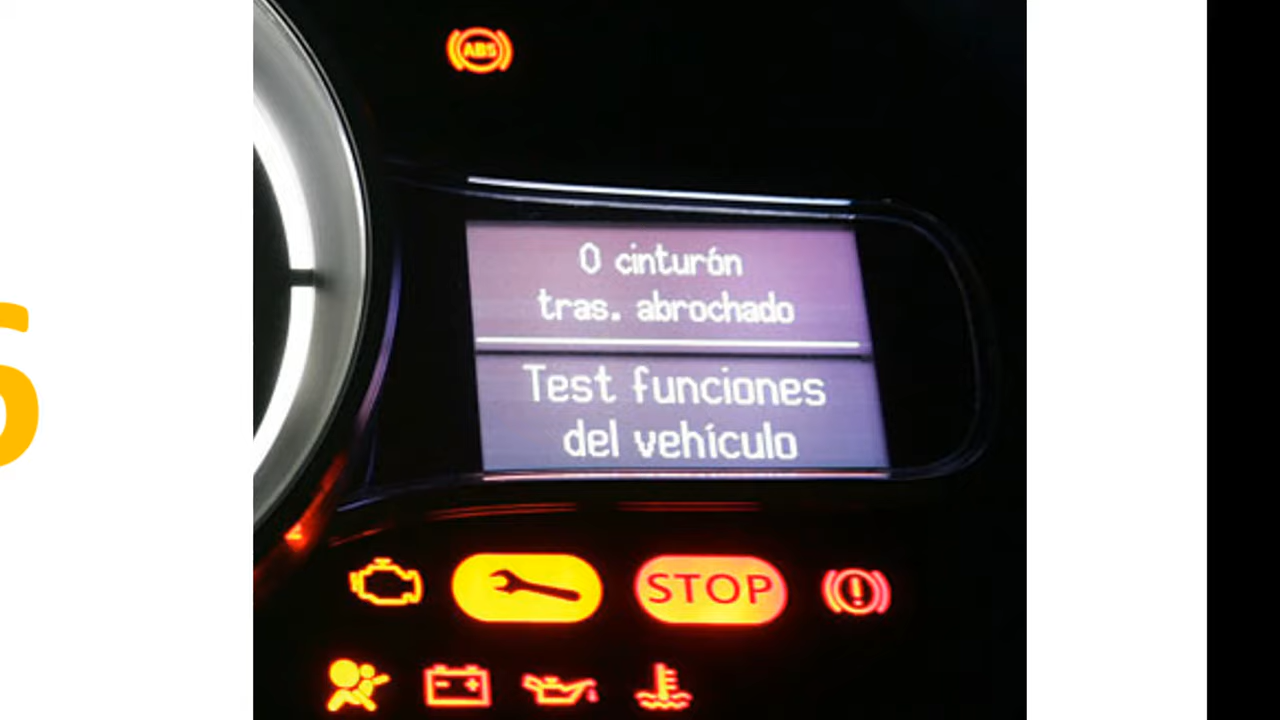 ABS
0 cinturón
tras. abrochado
Test funciones
del vehículo
STOP